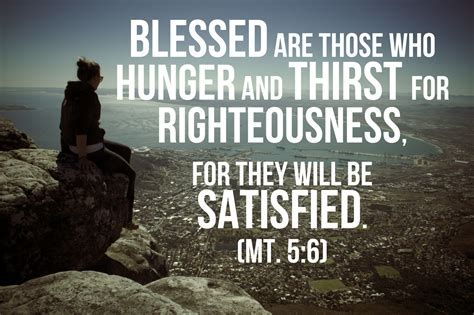 BLESSED ARE THOSE WHO
HUNGER AND THIRST FOR
RIGHTEOUSNESS,
FOR THEY WILL BE
SATISFIED.
(MT. 5:6)